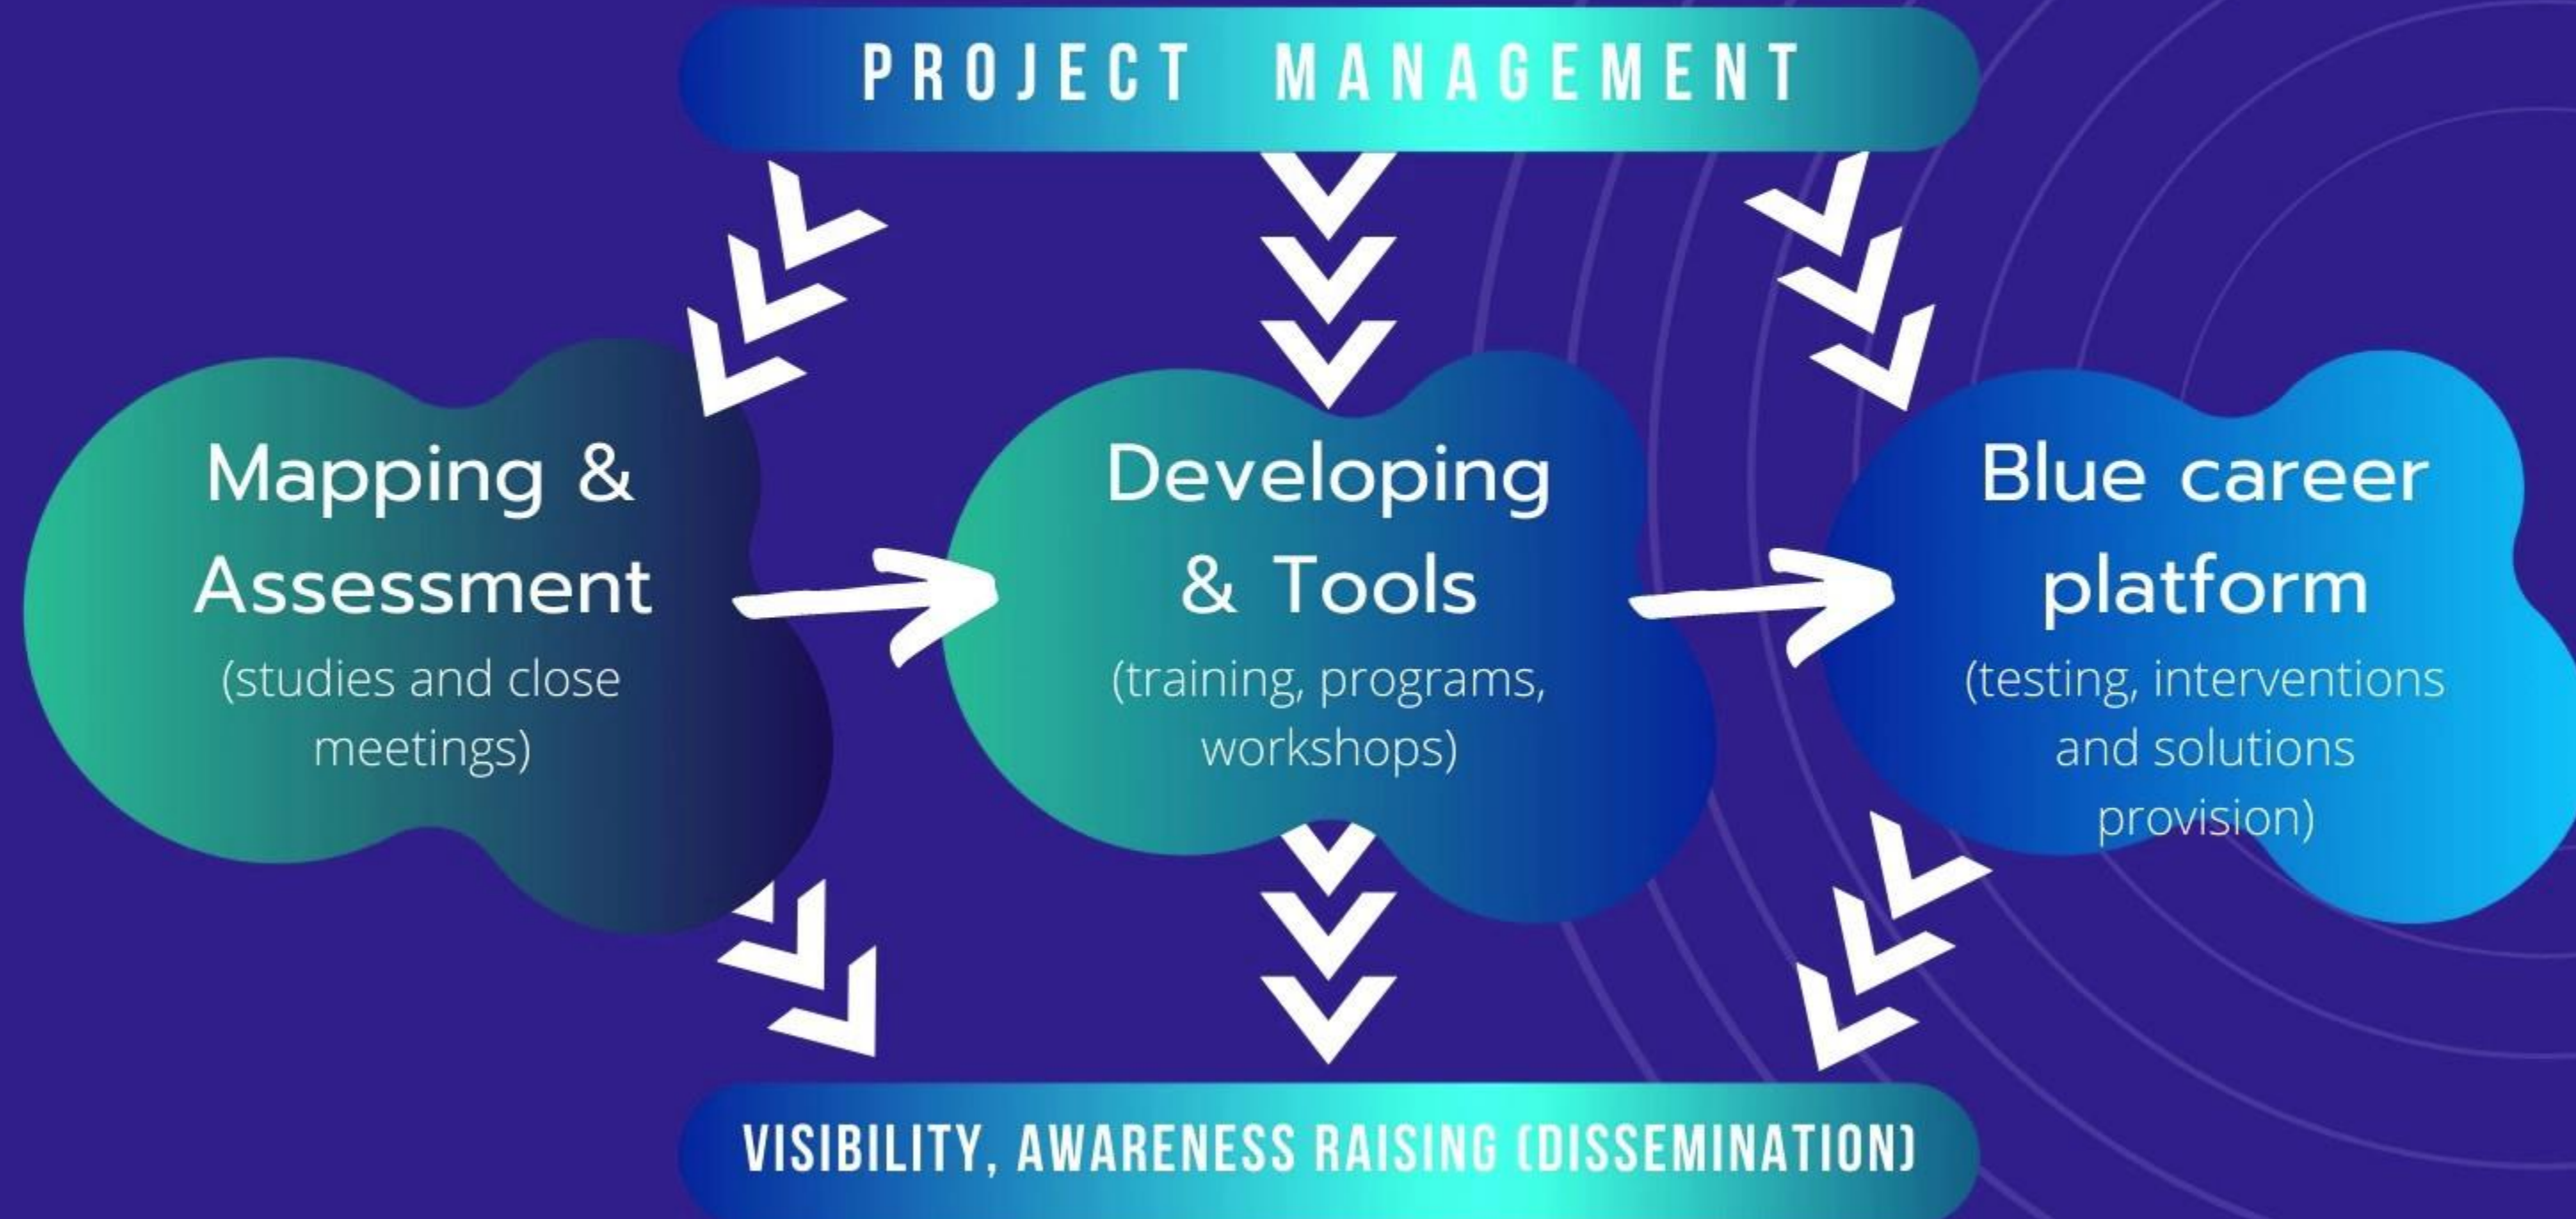 PROJECT MANAGEMENT
Mapping &
Assessment
(studies and close
meetings)
Developing
& Tools
(training, programs,
workshops)
Blue career
platform
(testing, interventions
and solutions
provision)
VISIBILITY, AWARENESS RAISING (DISSEMINATION)